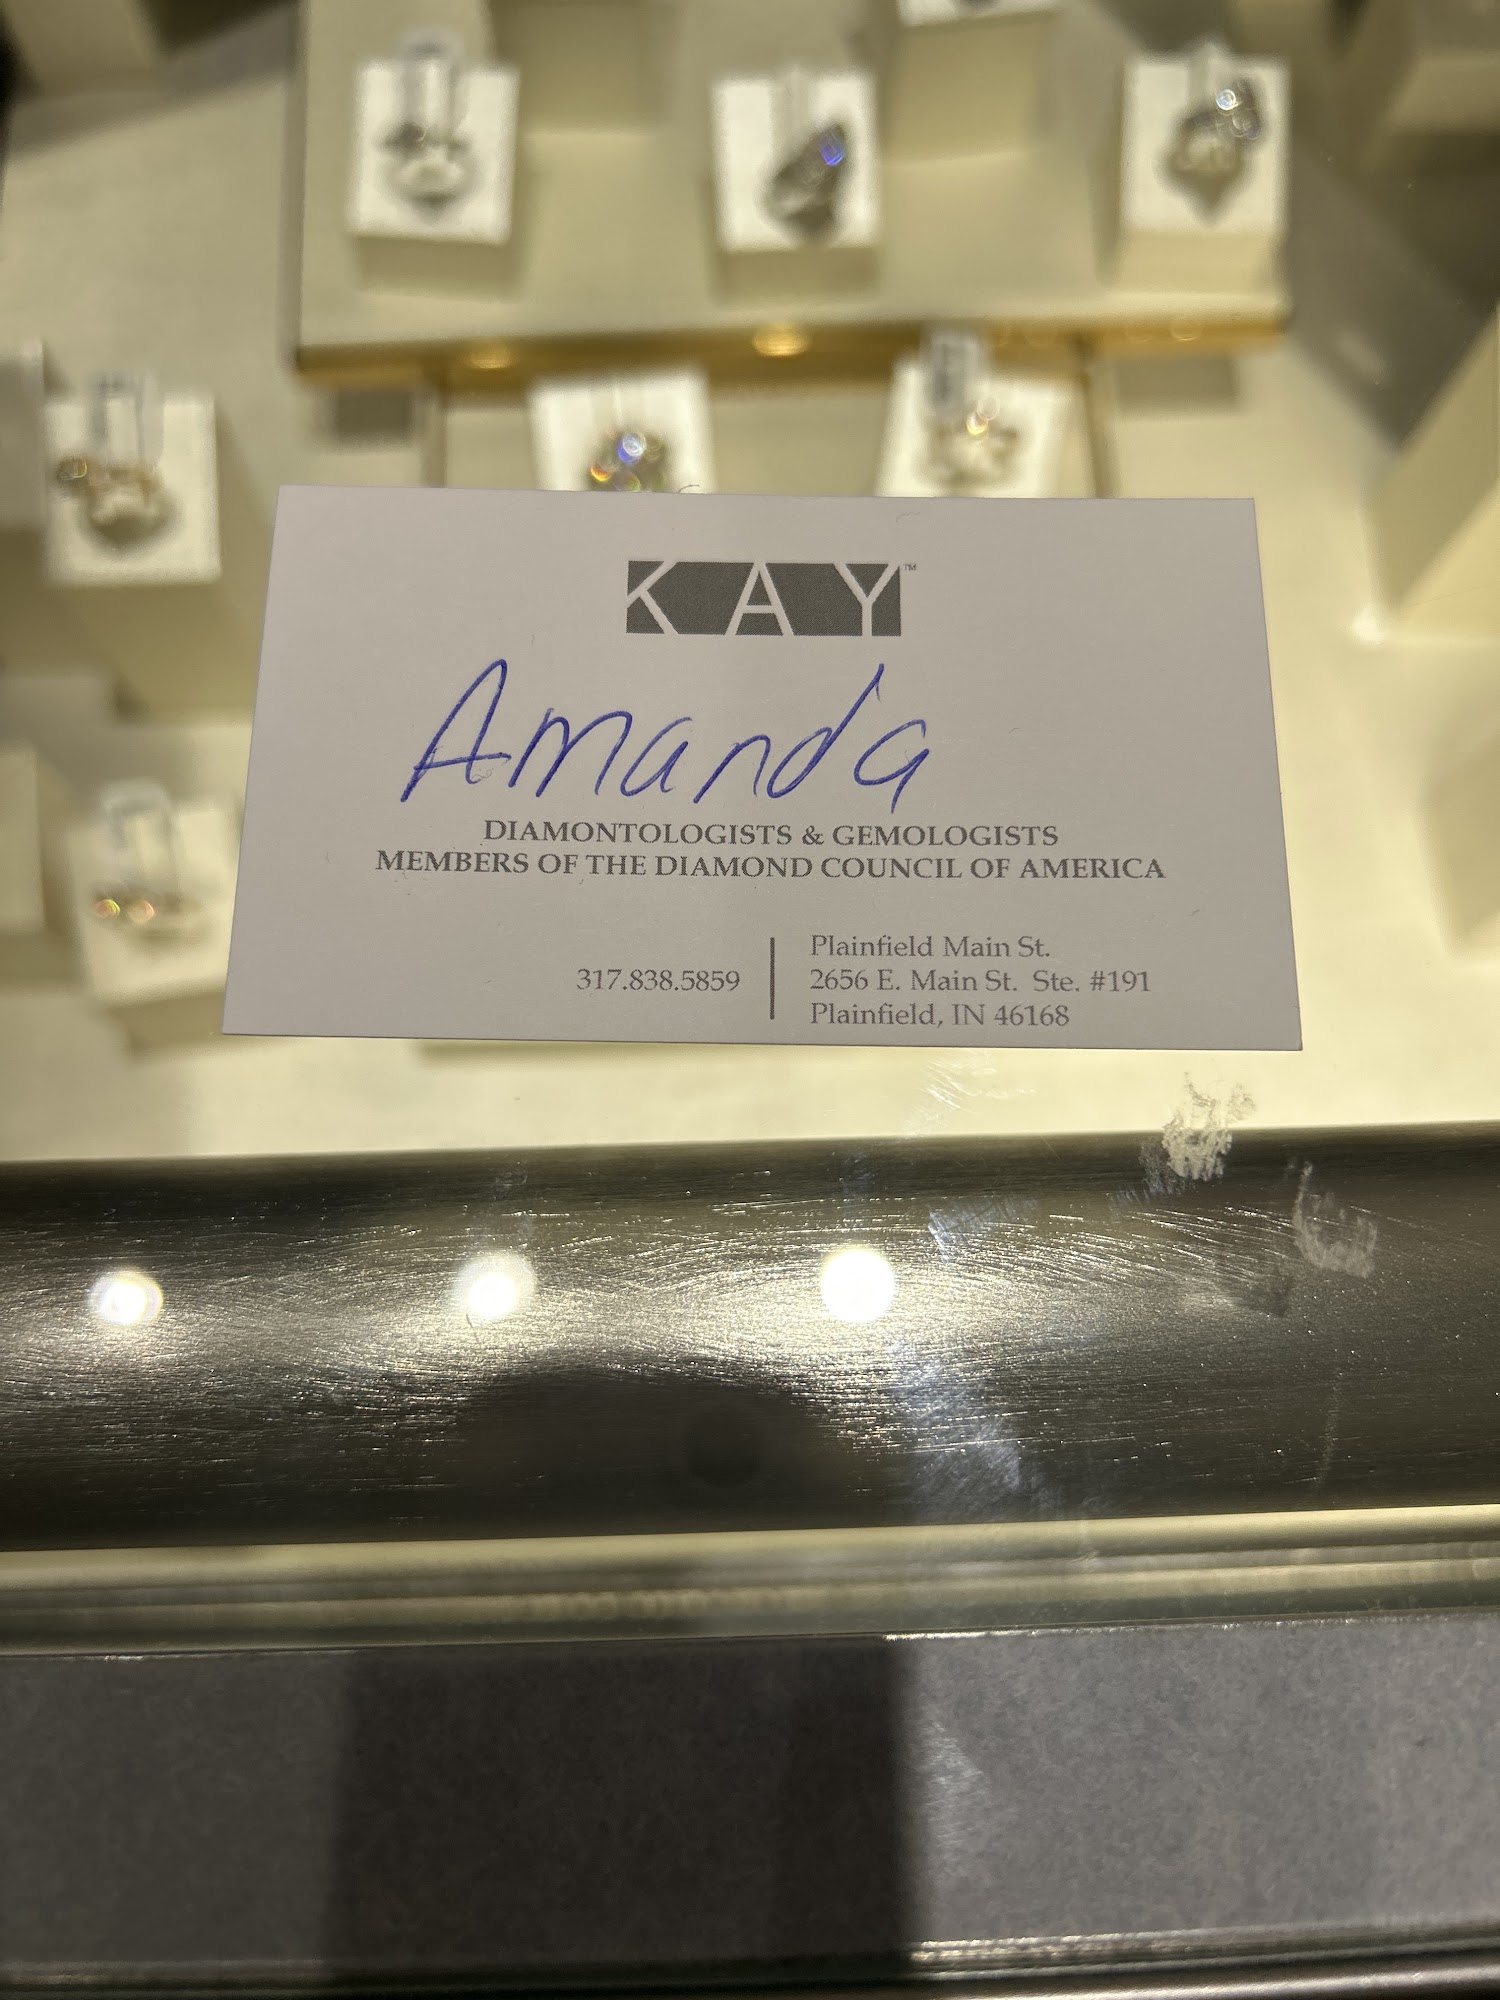 KAY™
Amanda
DIAMONTOLOGISTS & GEMOLOGISTS
MEMBERS OF THE DIAMOND COUNCIL OF AMERICA
317.838.5859
Plainfield Main St.
2656 E. Main St. Ste. #191
Plainfield, IN 46168